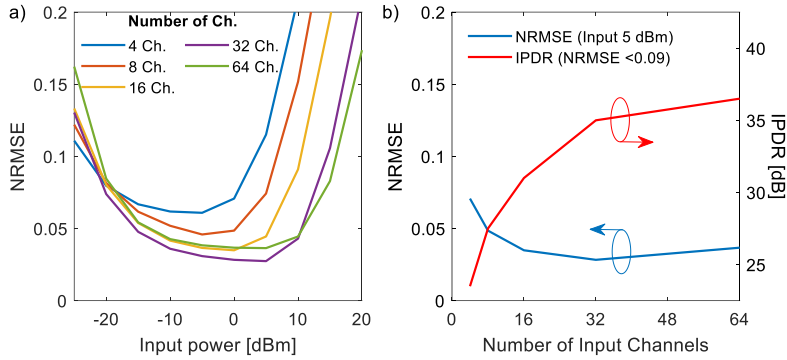 a)
Number of Ch.
4 Ch.
32 Ch.
8 Ch.
64 Ch.
16 Ch.
NRMSE
0.2
0.15
0.1
0.05
0
-20
-10
0
10
20
Input power [dBm]
b)
NRMSE (Input 5 dBm)
IPDR (NRMSE <0.09)
NRMSE
0.2
0.15
0.1
0.05
0
0
16
32
48
64
Number of Input Channels
40
35
30
25
IPDR [dB]